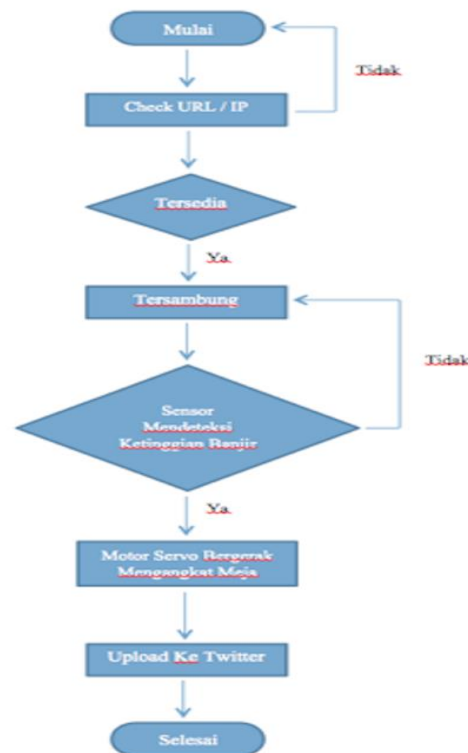 Mulai
Tidak
Check URL / IP
Tersedia
Ya
Tersambung
Tidak
Sensor
Mendeteksi
Ketinggian Banjir
Ya
Motor Servo Bergerak
Mengangkat Meja
Upload Ke Twitter
Selesai